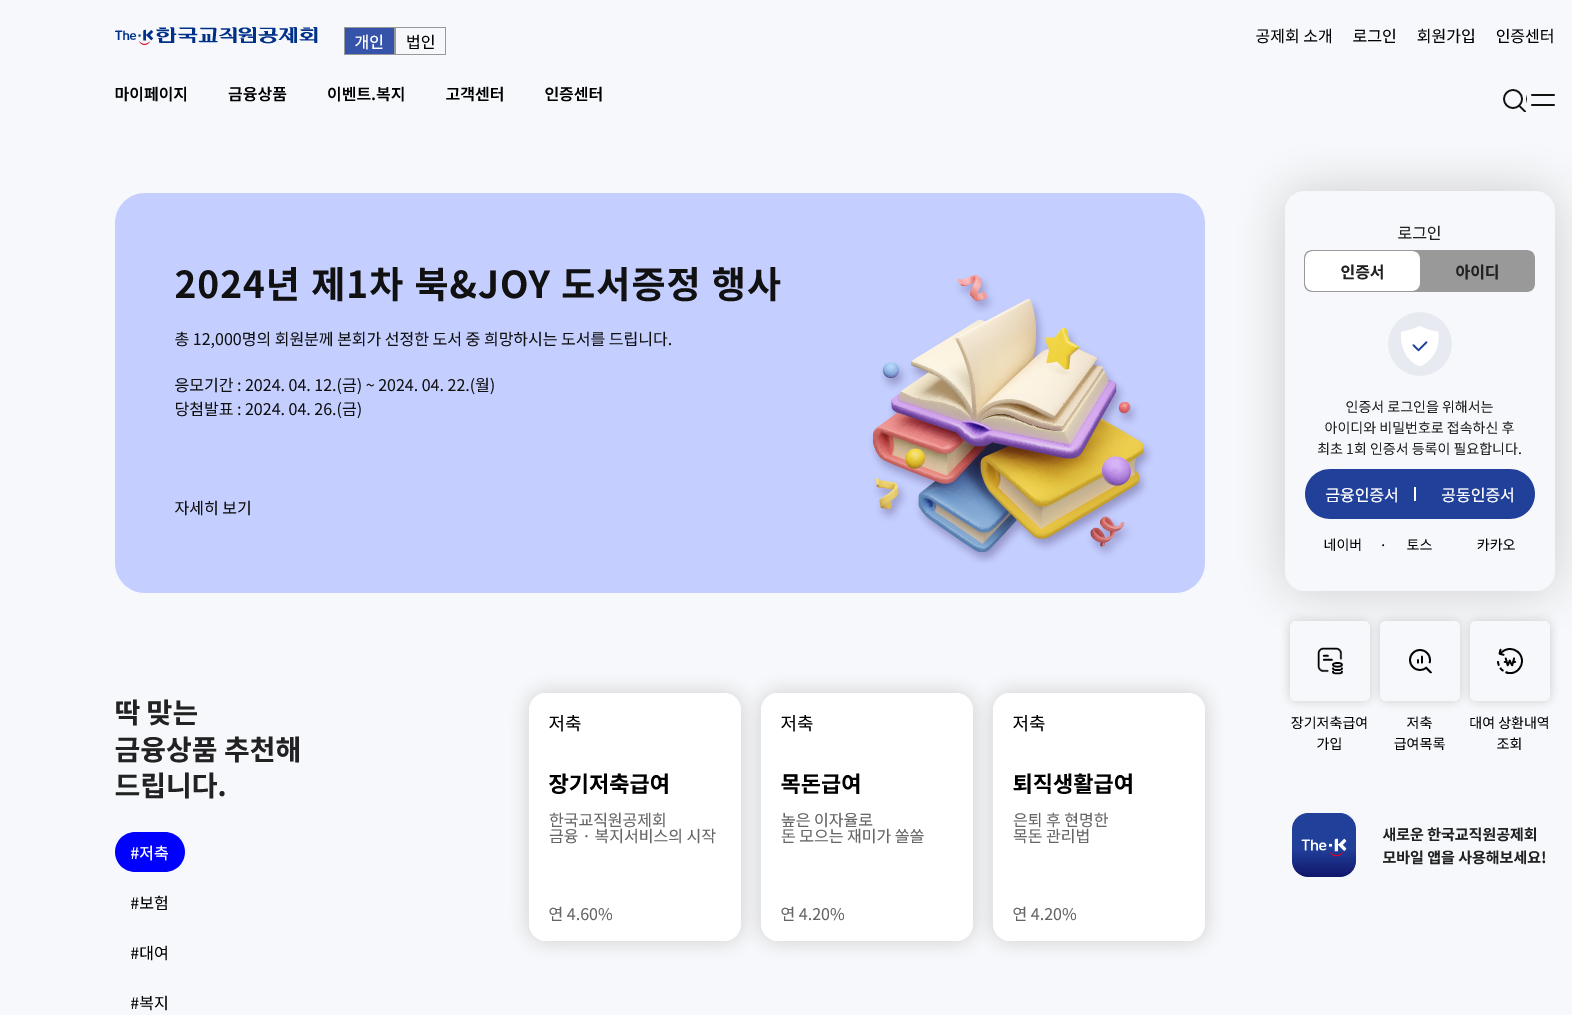 The K 한국교직원공제회
개인 법인
공제회 소개 로그인 회원가입 인증센터
마이페이지 금융상품 이벤트.복지 고객센터 인증센터
2024년 제1차 북&JOY 도서증정 행사
총 12,000명의 회원분께 본회가 선정한 도서 중 희망하시는 도서를 드립니다.
응모기간 : 2024. 04. 12.(금) ~ 2024. 04. 22.(월)
당첨발표 : 2024. 04. 26.(금)
자세히 보기
로그인
인증서 아이디
인증서 로그인을 위해서는
아이디와 비밀번호로 접속하신 후
최초 1회 인증서 등록이 필요합니다.
금융인증서 공동인증서
네이버 · 토스 카카오
장기저축급여
가입
저축
급여목록
대여 상환내역
조회
The K
새로운 한국교직원공제회
모바일 앱을 사용해보세요!
딱 맞는
금융상품 추천해
드립니다.
#저축
#보험
#대여
#복지
저축
장기저축급여
한국교직원공제회
금융 · 복지서비스의 시작
연 4.60%
저축
목돈급여
높은 이자율로
돈 모으는 재미가 쏠쏠
연 4.20%
저축
퇴직생활급여
은퇴 후 현명한
목돈 관리법
연 4.20%